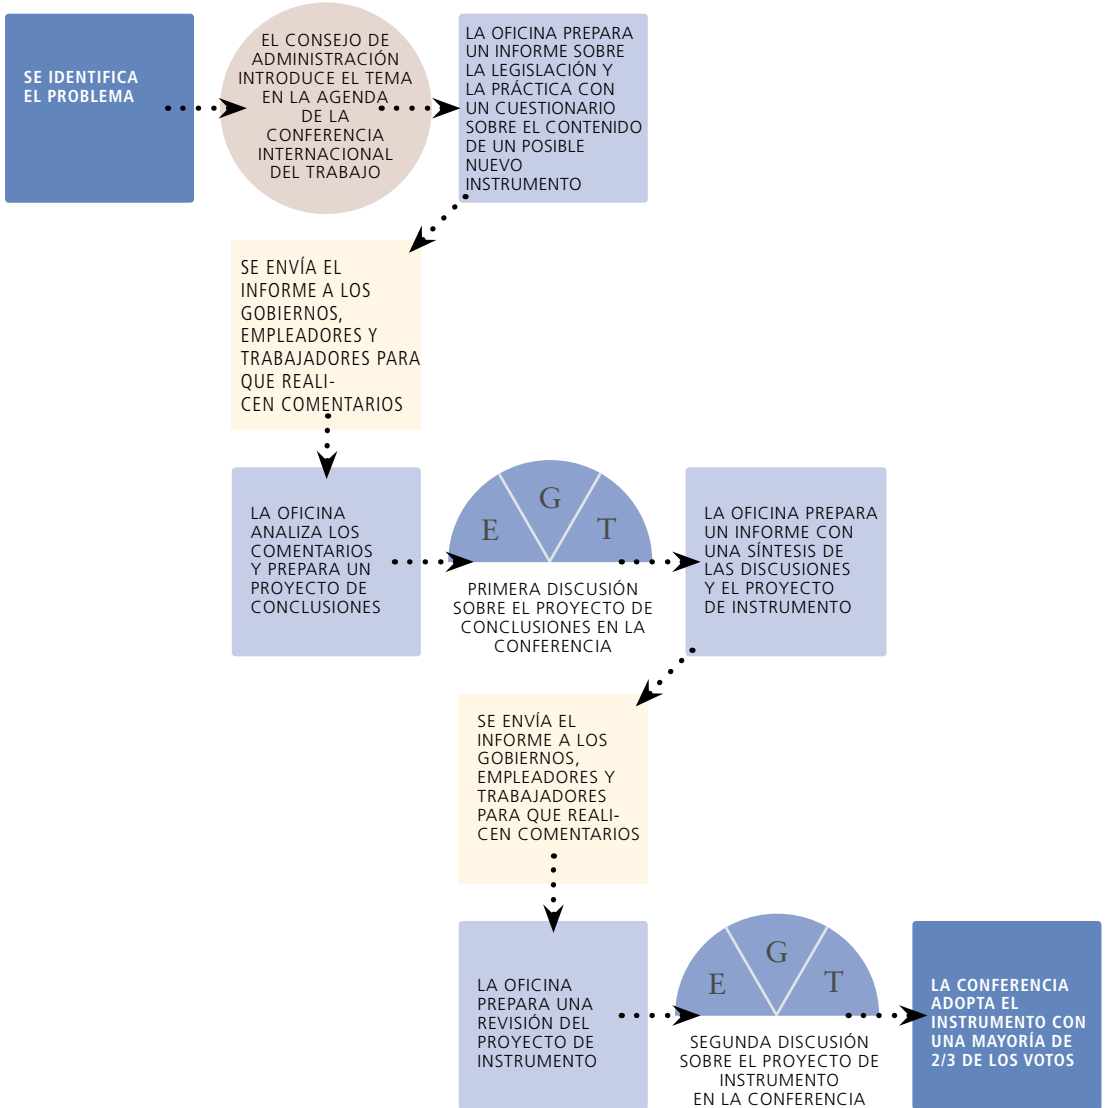 SE IDENTIFICA
EL PROBLEMA
EL CONSEJO DE
ADMINISTRACIÓN
INTRODUCE EL TEMA
EN LA AGENDA
DE LA
CONFERENCIA
INTERNACIONAL
DEL TRABAJO
LA OFICINA PREPARA
UN INFORME SOBRE
LA LEGISLACIÓN Y
LA PRÁCTICA CON
UN CUESTIONARIO
SOBRE EL CONTENIDO
DE UN POSIBLE
NUEVO
INSTRUMENTO
SE ENVÍA EL
INFORME A LOS
GOBIERNOS,
EMPLEADORES Y
TRABAJADORES PARA
QUE REALI-
CEN COMENTARIOS
LA OFICINA
ANALIZA LOS
COMENTARIOS
Y PREPARA UN
PROYECTO DE
CONCLUSIONES
E
G
T
PRIMERA DISCUSIÓN
SOBRE EL PROYECTO DE
CONCLUSIONES EN LA
CONFERENCIA
LA OFICINA PREPARA
UN INFORME CON
UNA SÍNTESIS DE
LAS DISCUSIONES
Y EL PROYECTO
DE INSTRUMENTO
SE ENVÍA EL
INFORME A LOS
GOBIERNOS,
EMPLEADORES Y
TRABAJADORES
PARA QUE REALI-
CEN COMENTARIOS
LA OFICINA
PREPARA UNA
REVISIÓN DEL
PROYECTO DE
INSTRUMENTO
E
G
T
SEGUNDA DISCUSIÓN
SOBRE EL PROYECTO DE
INSTRUMENTO
EN LA CONFERENCIA
LA CONFERENCIA
ADOPTA EL
INSTRUMENTO CON
UNA MAYORÍA DE
2/3 DE LOS VOTOS